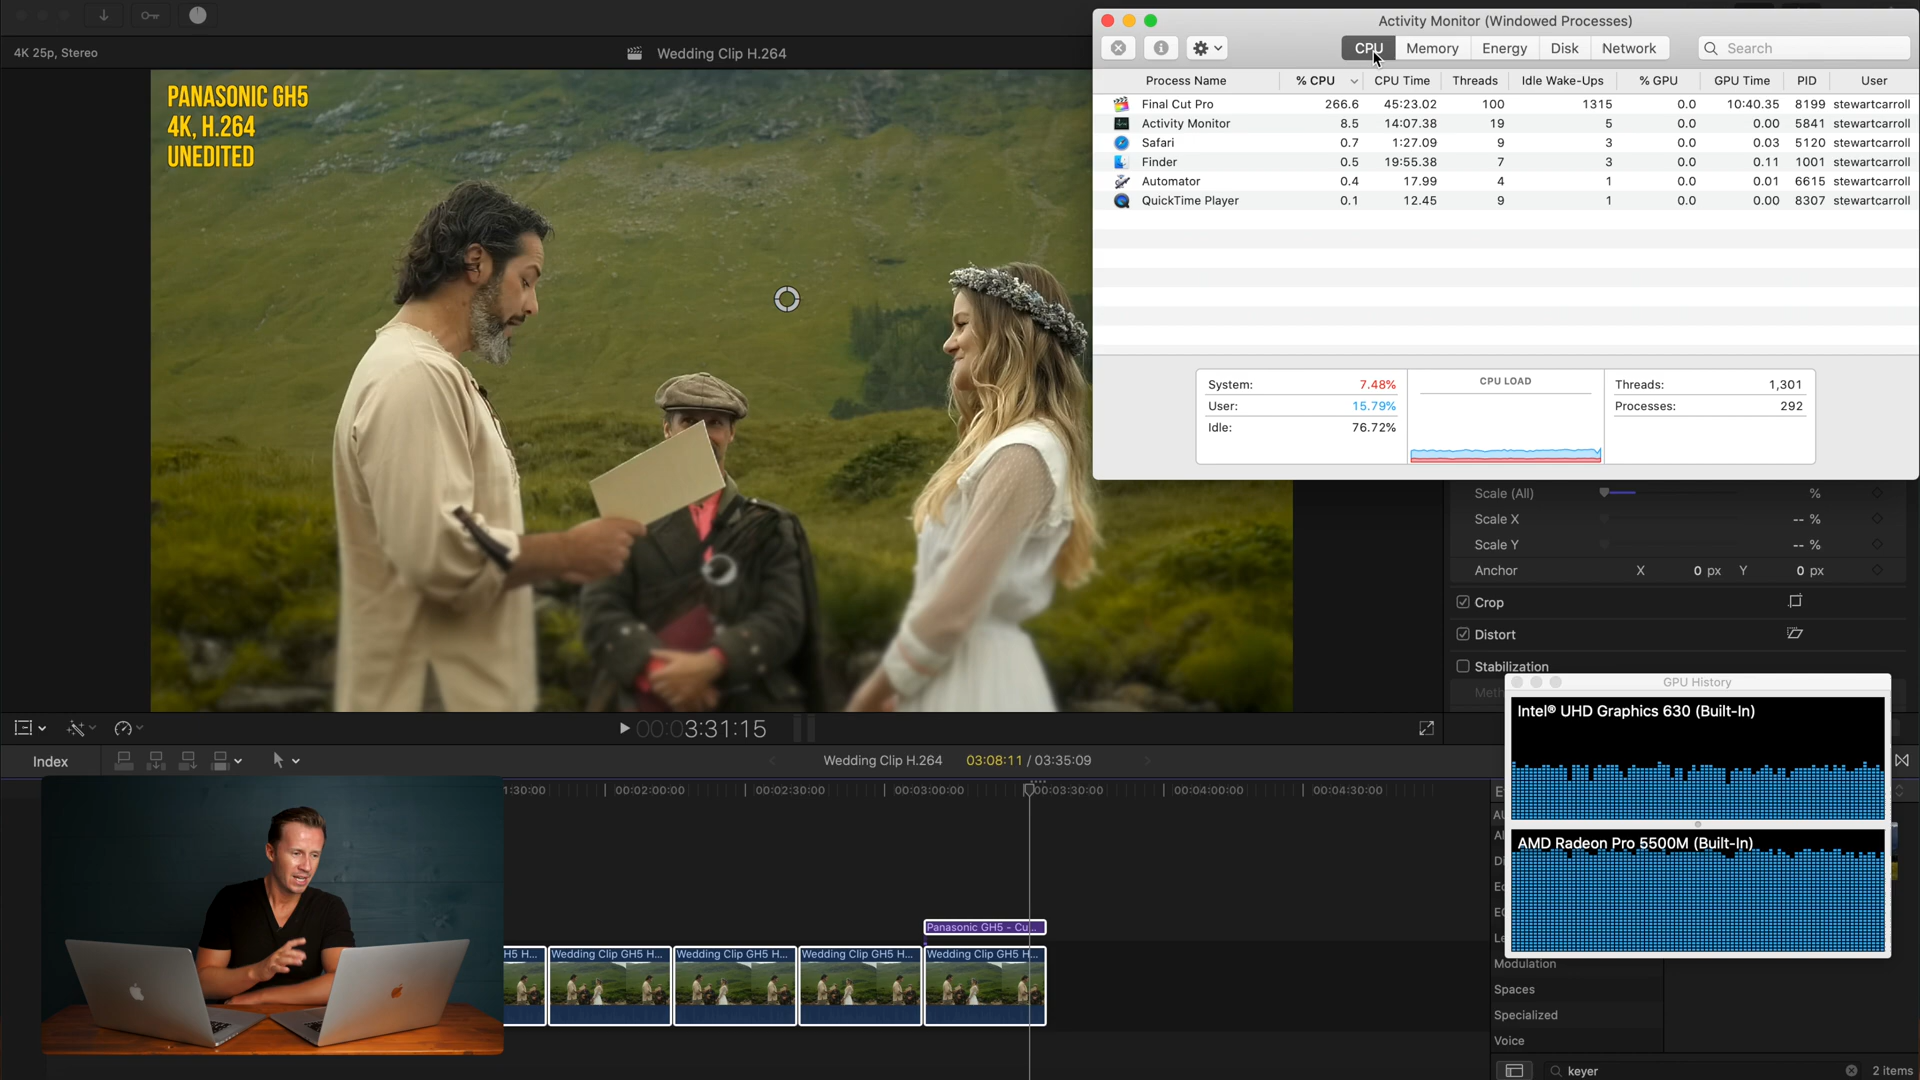 4K 25p, Stereo
Wedding Clip H.264
PANASONIC GH5
4K, H.264
UNEDITED
Activity Monitor (Windowed Processes)
CPU Memory Energy Disk Network
Search
Process Name % CPU CPU Time Threads Idle Wake-Ups % GPU GPU Time PID User
Final Cut Pro 266.6 45:23.02 100 1315 0.0 10:40.35 8199 stewartcarroll
Activity Monitor 8.5 14:07.38 19 5 0.0 0.00 5841 stewartcarroll
Safari 0.7 1:27.09 9 3 0.0 0.03 5120 stewartcarroll
Finder 0.5 19:55.38 7 3 0.0 0.11 1001 stewartcarroll
Automator 0.4 17.99 4 1 0.0 0.01 6615 stewartcarroll
QuickTime Player 0.1 12.45 9 1 0.0 0.00 8307 stewartcarroll
System: 7.48%
User: 15.79%
Idle: 76.72%
CPU LOAD
Threads: 1,301
Processes: 292
Scale (All) %
Scale X -- %
Scale Y -- %
Anchor X 0 px Y 0 px
Crop
Distort
Stabilization
GPU History
Intel® UHD Graphics 630 (Built-In)
AMD Radeon Pro 5500M (Built-In)
00:03:31:15
Index
Wedding Clip H.264 03:08:11 / 03:35:09
1:30:00 00:02:00:00 00:02:30:00 00:03:00:00 00:03:30:00 00:04:00:00 00:04:30:00
Panasonic GH5 - Cu...
H5 H... Wedding Clip GH5 H... Wedding Clip GH5 H... Wedding Clip GH5 H... Wedding Clip GH5 H...
Modulation
Spaces
Specialized
Voice
keyer
2 items